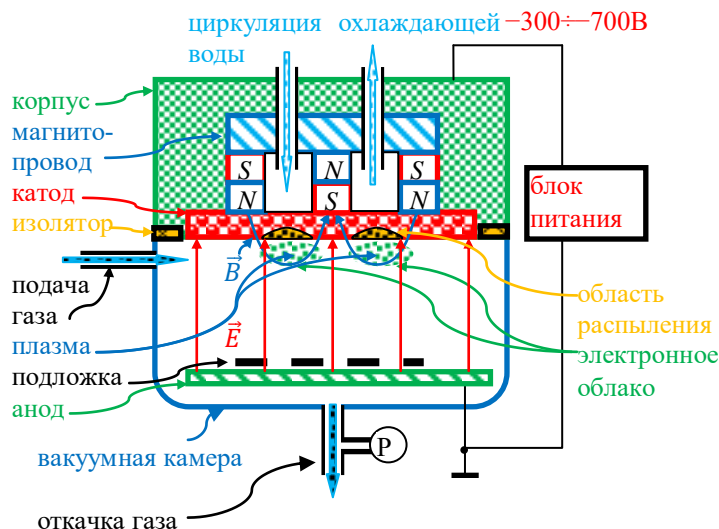 циркуляция охлаждающей −300÷−700В
воды
корпус
магнито-
провод
катод
изолятор
S N S
N S N
блок
питания
B
подача
газа
E
плазма
подложка
анод
область
распыления
электронное
облако
P
вакуумная камера
откачка газа